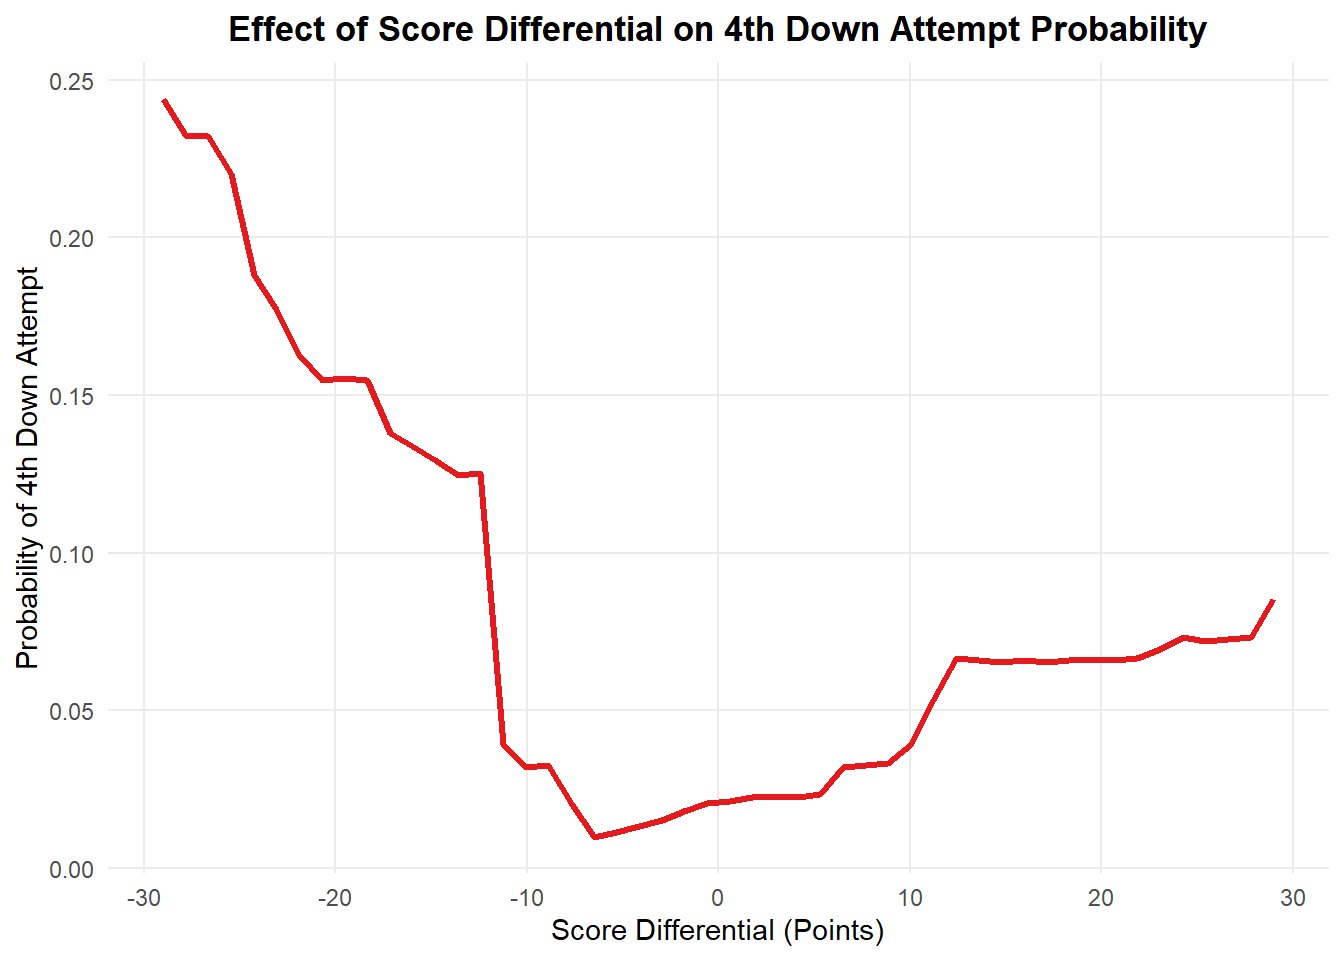 Effect of Score Differential on 4th Down Attempt Probability
Probability of 4th Down Attempt
0.25
0.20
0.15
0.10
0.05
0.00
-30 -20 -10 0 10 20 30
Score Differential (Points)